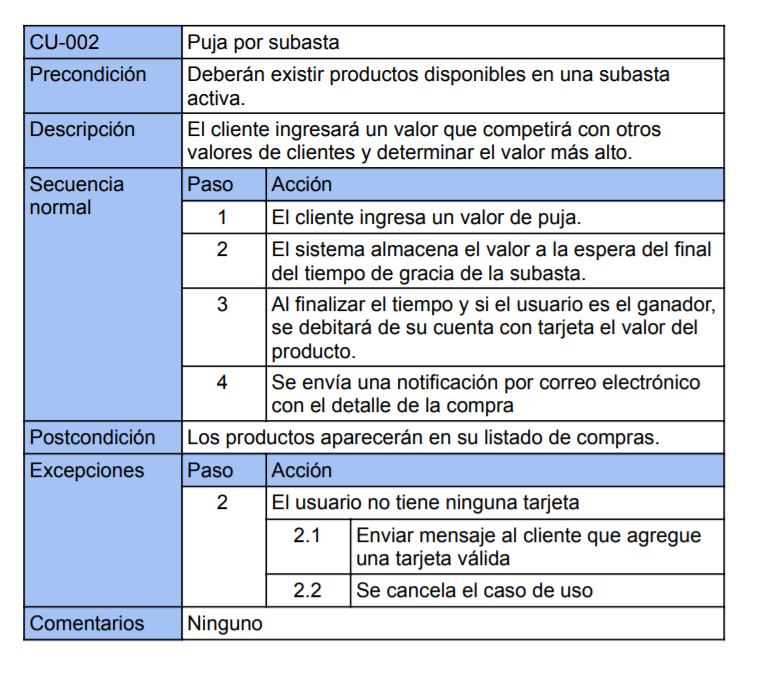 CU-002 Puja por subasta
Precondición Deberán existir productos disponibles en una subasta
activa.
Descripción El cliente ingresará un valor que competirá con otros
valores de clientes y determinar el valor más alto.
Secuencia
normal
Paso Acción
1 El cliente ingresa un valor de puja.
2 El sistema almacena el valor a la espera del final
del tiempo de gracia de la subasta.
3 Al finalizar el tiempo y si el usuario es el ganador,
se debitará de su cuenta con tarjeta el valor del
producto.
4 Se envía una notificación por correo electrónico
con el detalle de la compra
Postcondición Los productos aparecerán en su listado de compras.
Excepciones Paso Acción
2 El usuario no tiene ninguna tarjeta
2.1 Enviar mensaje al cliente que agregue
una tarjeta válida
2.2 Se cancela el caso de uso
Comentarios Ninguno